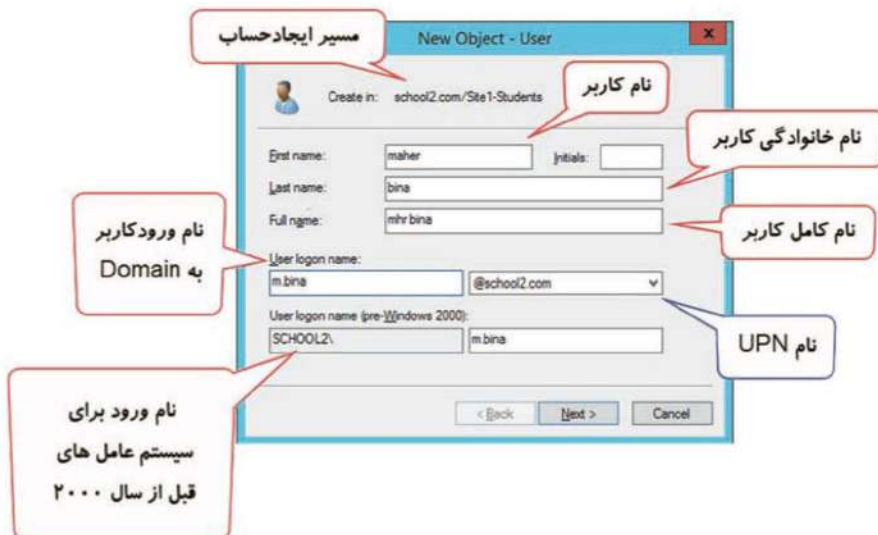 مسیر ایجادحساب
New Object - User
x
Create in: school2.com/Site1-Students
نام کاربر
First name: maher Initials:
نام خانوادگی کاربر
Last name: bina
Full name: mhr bina
نام کامل کاربر
نام ورودکاربر
به Domain
User logon name:
m.bina @school2.com
نام UPN
User logon name (pre-Windows 2000):
SCHOOL2\ m.bina
نام ورود برای
سیستم عامل های
قبل از سال ۲۰۰۰
< Back Next > Cancel